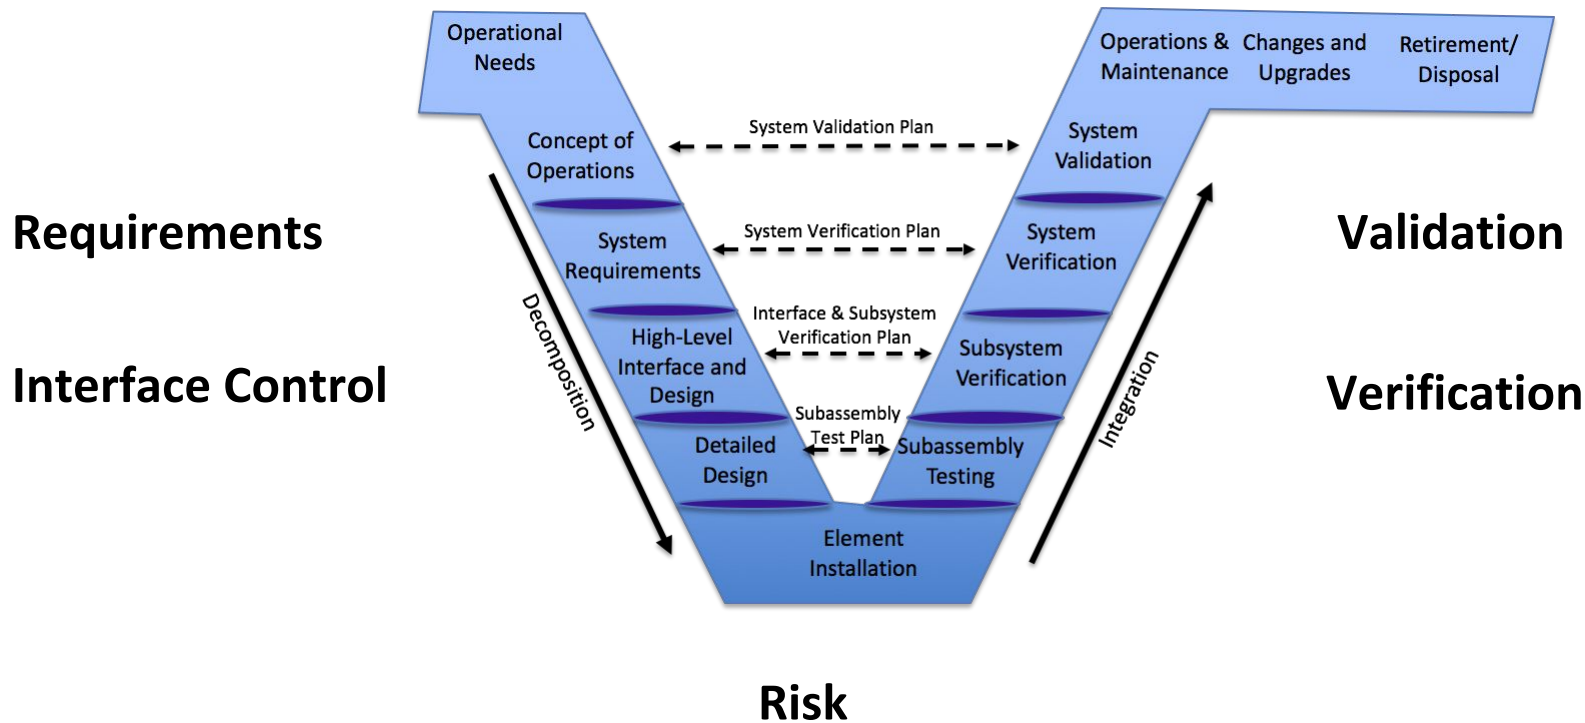 Operational
Needs
Operations &
Maintenance
Changes and
Upgrades
Retirement/
Disposal
Concept of
Operations
System Validation Plan
System
Validation
Requirements
System
Requirements
System Verification Plan
System
Verification
Validation
Decomposition
High-Level
Interface and
Design
Interface & Subsystem
Verification Plan
Subsystem
Verification
Integration
Interface Control
Verification
Detailed
Design
Subassembly
Test Plan
Subassembly
Testing
Element
Installation
Risk